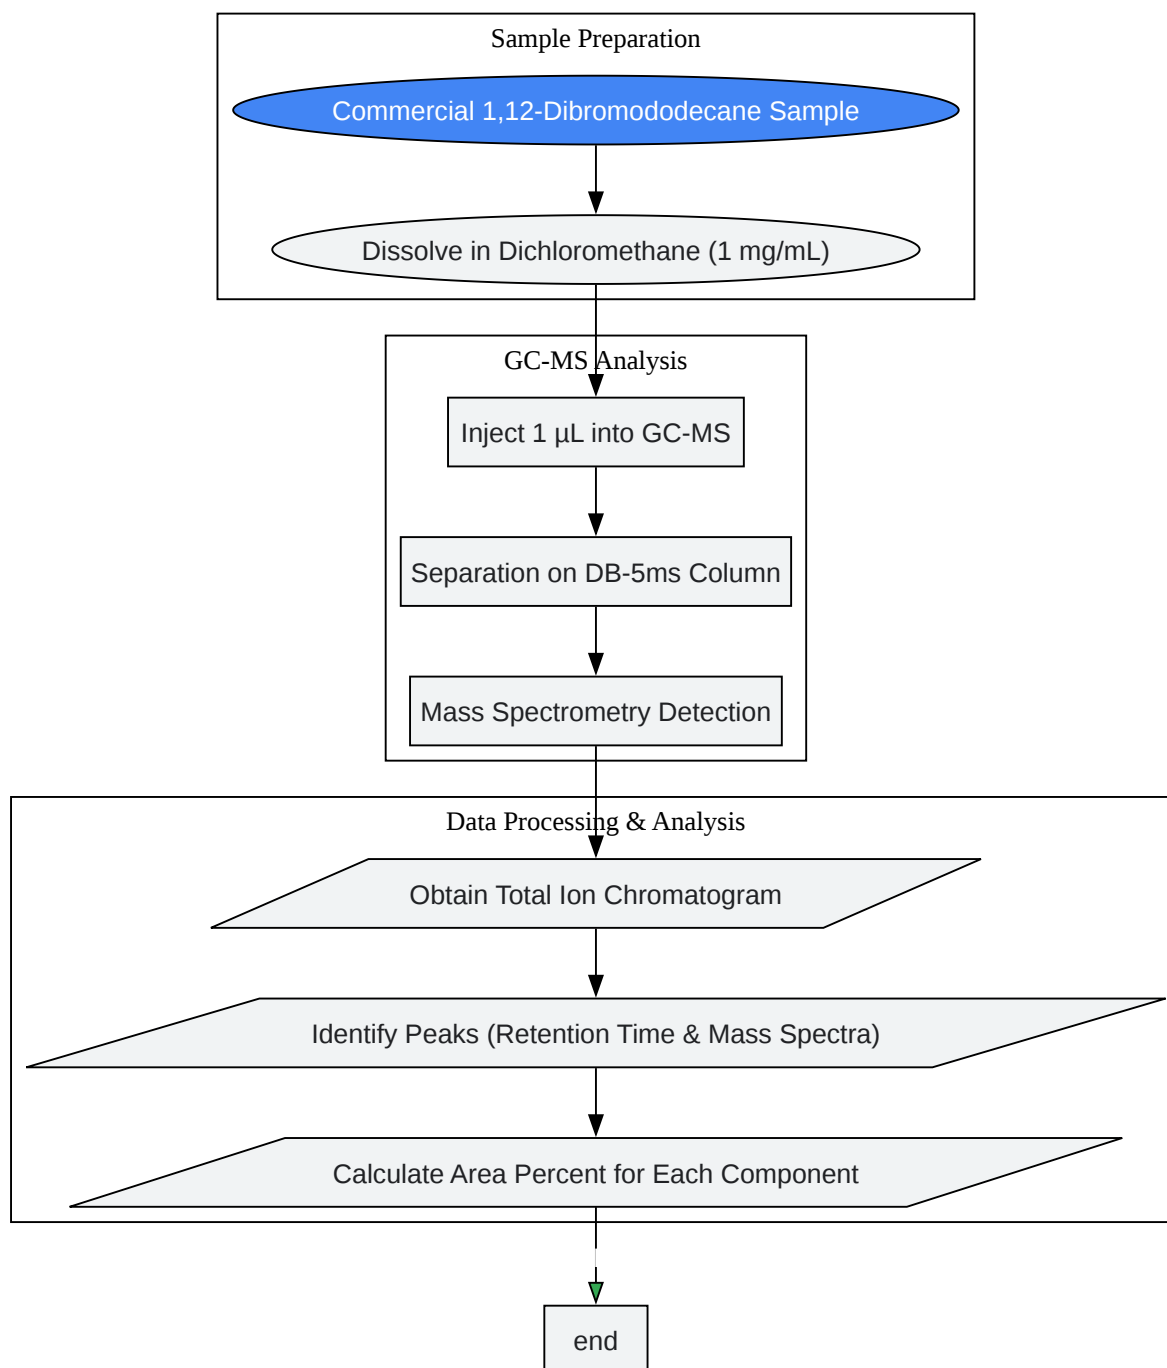 Sample Preparation
Commercial 1,12-Dibromododecane Sample
Dissolve in Dichloromethane (1 mg/mL)
GC-MS Analysis
Inject 1 µL into GC-MS
Separation on DB-5ms Column
Mass Spectrometry Detection
Data Processing & Analysis
Obtain Total Ion Chromatogram
Identify Peaks (Retention Time & Mass Spectra)
Calculate Area Percent for Each Component
end